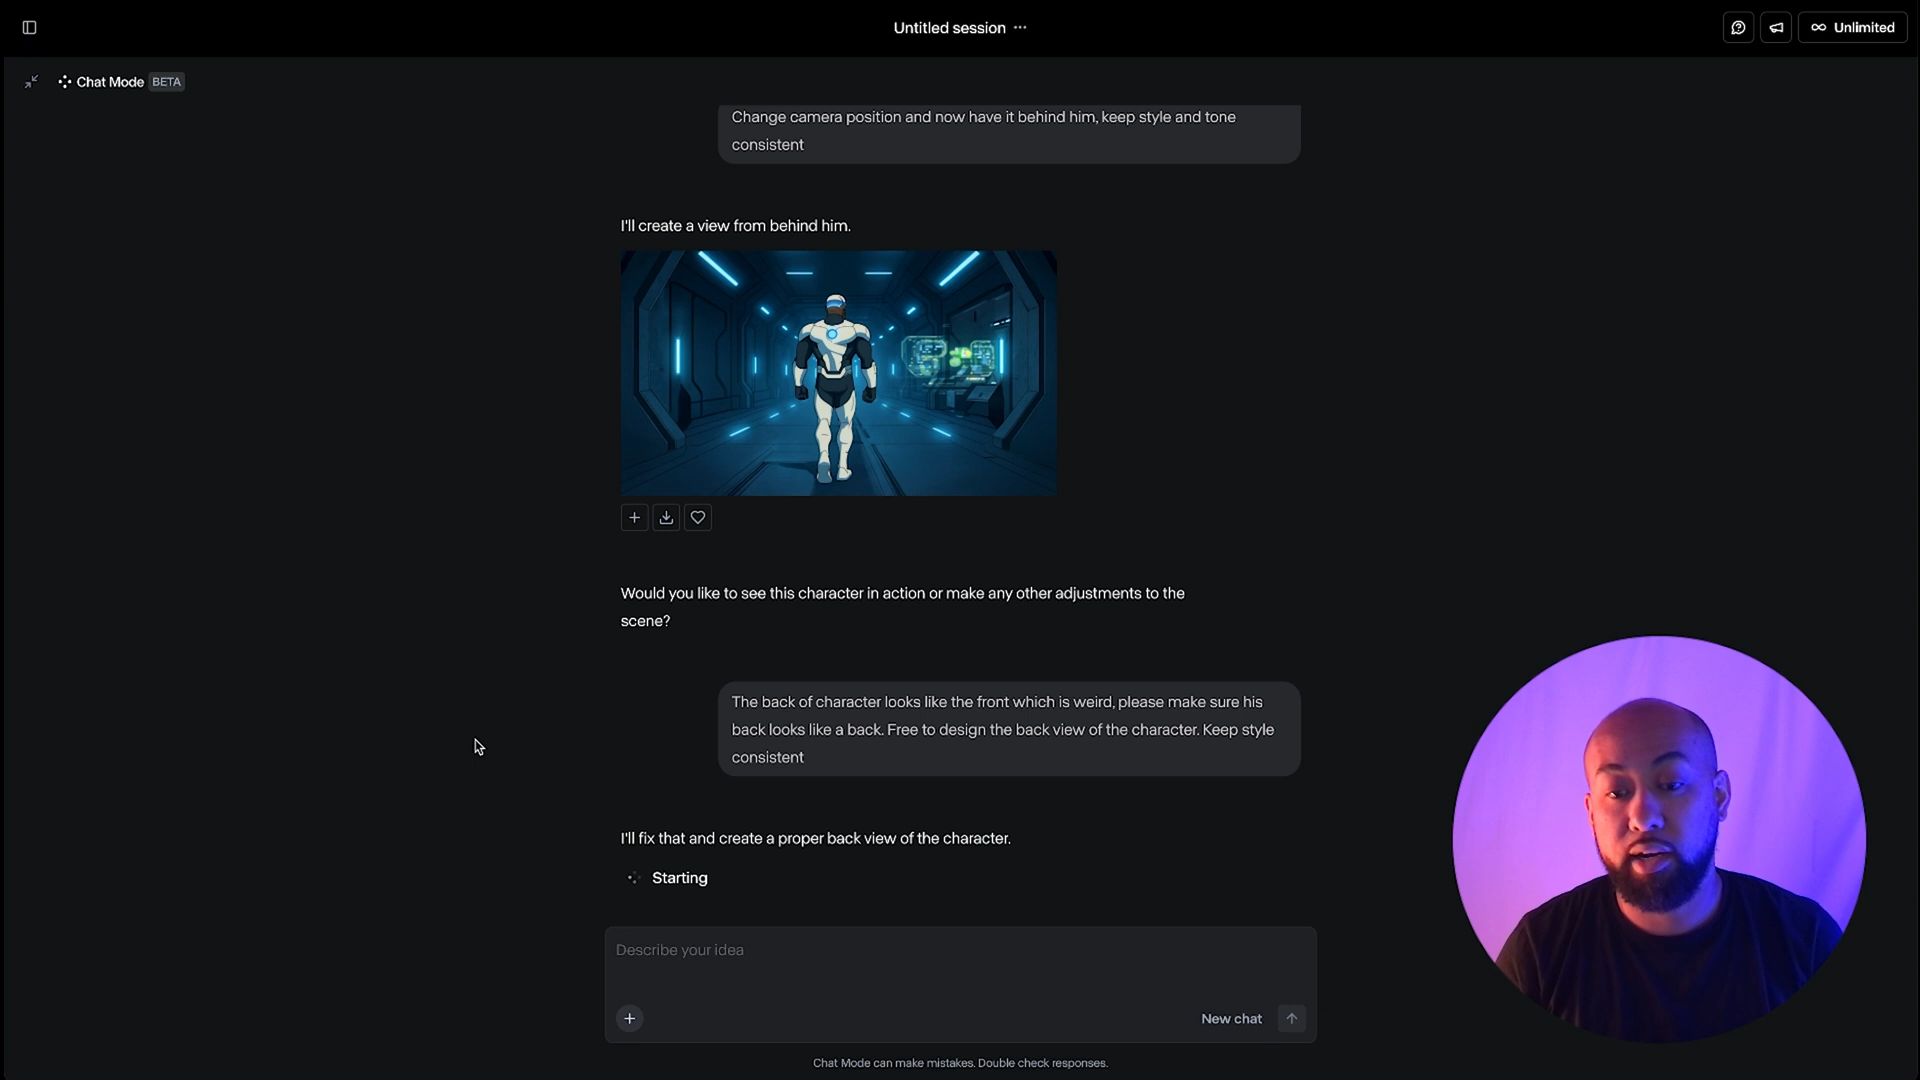 Untitled session
Unlimited
Chat Mode BETA
Change camera position and now have it behind him, keep style and tone
consistent
I'll create a view from behind him.
Would you like to see this character in action or make any other adjustments to the
scene?
The back of character looks like the front which is weird, please make sure his
back looks like a back. Free to design the back view of the character. Keep style
consistent
I'll fix that and create a proper back view of the character.
Starting
Describe your idea
New chat
Chat Mode can make mistakes. Double check responses.